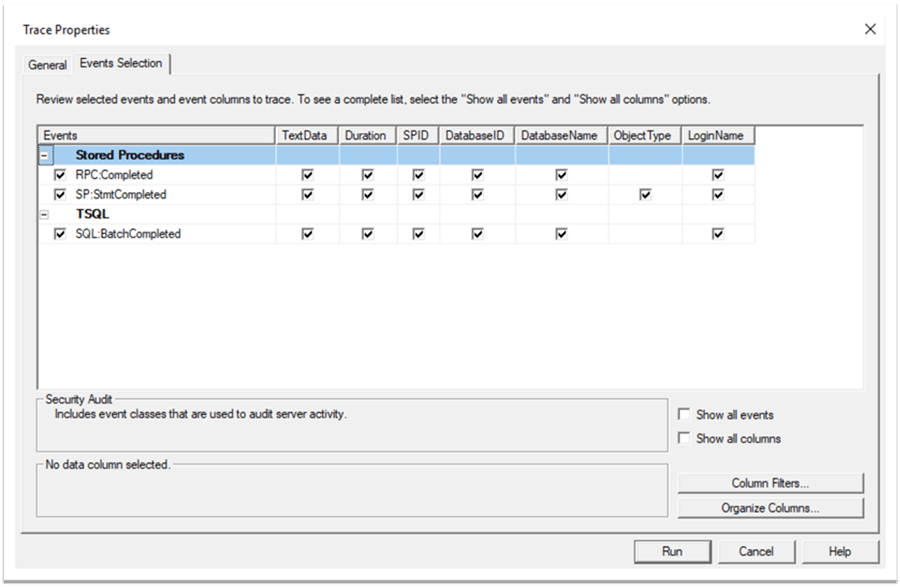 Trace Properties
General Events Selection
Review selected events and event columns to trace. To see a complete list, select the "Show all events" and "Show all columns" options.
Events TextData Duration SPID DatabaseID DatabaseName ObjectType LoginName
Stored Procedures
RPC:Completed
SP:StmtCompleted
TSQL
SQL:BatchCompleted
Security Audit
Includes event classes that are used to audit server activity.
Show all events
Show all columns
No data column selected.
Column Filters...
Organize Columns...
Run Cancel Help